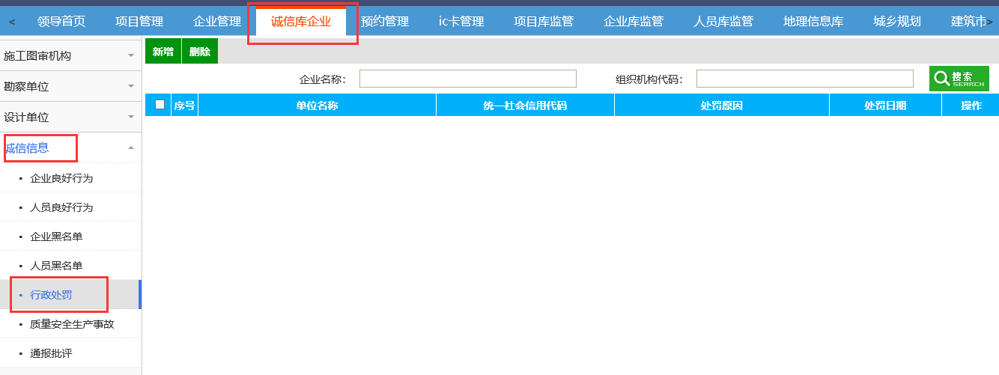 < 领导首页 项目管理 企业管理 诚信库企业 预约管理 ic卡管理 项目库监管 企业库监管 人员库监管 地理信息库 城乡规划 建筑市>
施工图审机构
勘察单位
设计单位
诚信信息
企业良好行为
人员良好行为
企业黑名单
人员黑名单
行政处罚
质量安全生产事故
通报批评
新增 删除
企业名称: 组织机构代码: 搜索 SEARCH
序号 单位名称 统一社会信用代码 处罚原因 处罚日期 操作